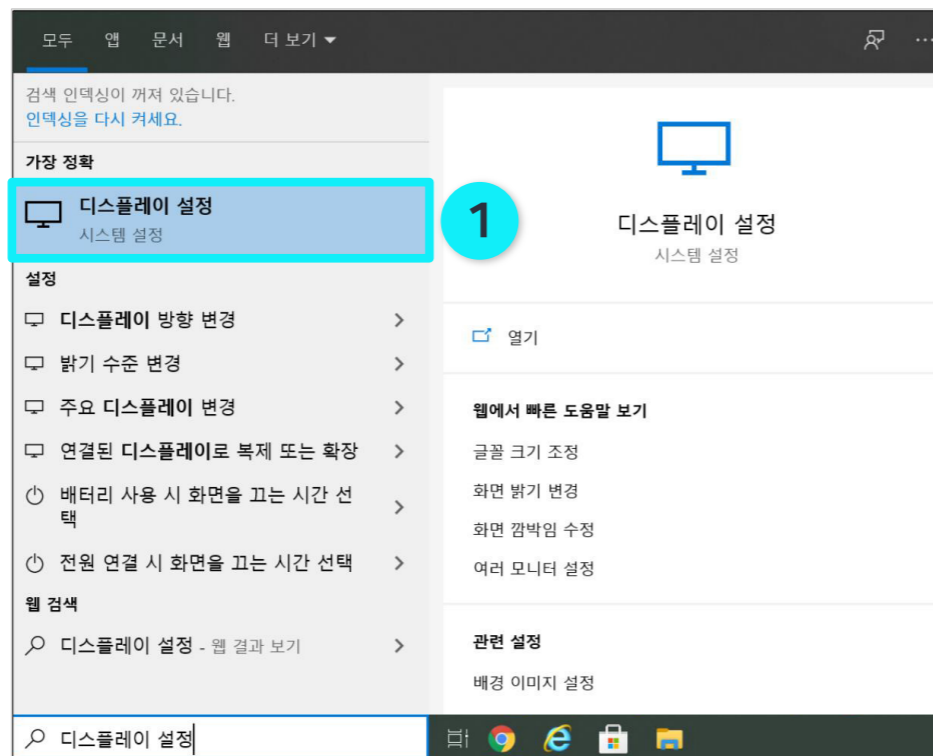 모두 앱 문서 웹 더 보기
검색 인덱싱이 꺼져 있습니다.
인덱싱을 다시 켜세요.
가장 정확
디스플레이 설정
시스템 설정
1
설정
디스플레이 방향 변경
밝기 수준 변경
주요 디스플레이 변경
연결된 디스플레이로 복제 또는 확장
배터리 사용 시 화면을 끄는 시간 선
택
전원 연결 시 화면을 끄는 시간 선택
웹 검색
디스플레이 설정 - 웹 결과 보기
디스플레이 설정
디스플레이 설정
시스템 설정
열기
웹에서 빠른 도움말 보기
글꼴 크기 조정
화면 밝기 변경
화면 깜박임 수정
여러 모니터 설정
관련 설정
배경 이미지 설정